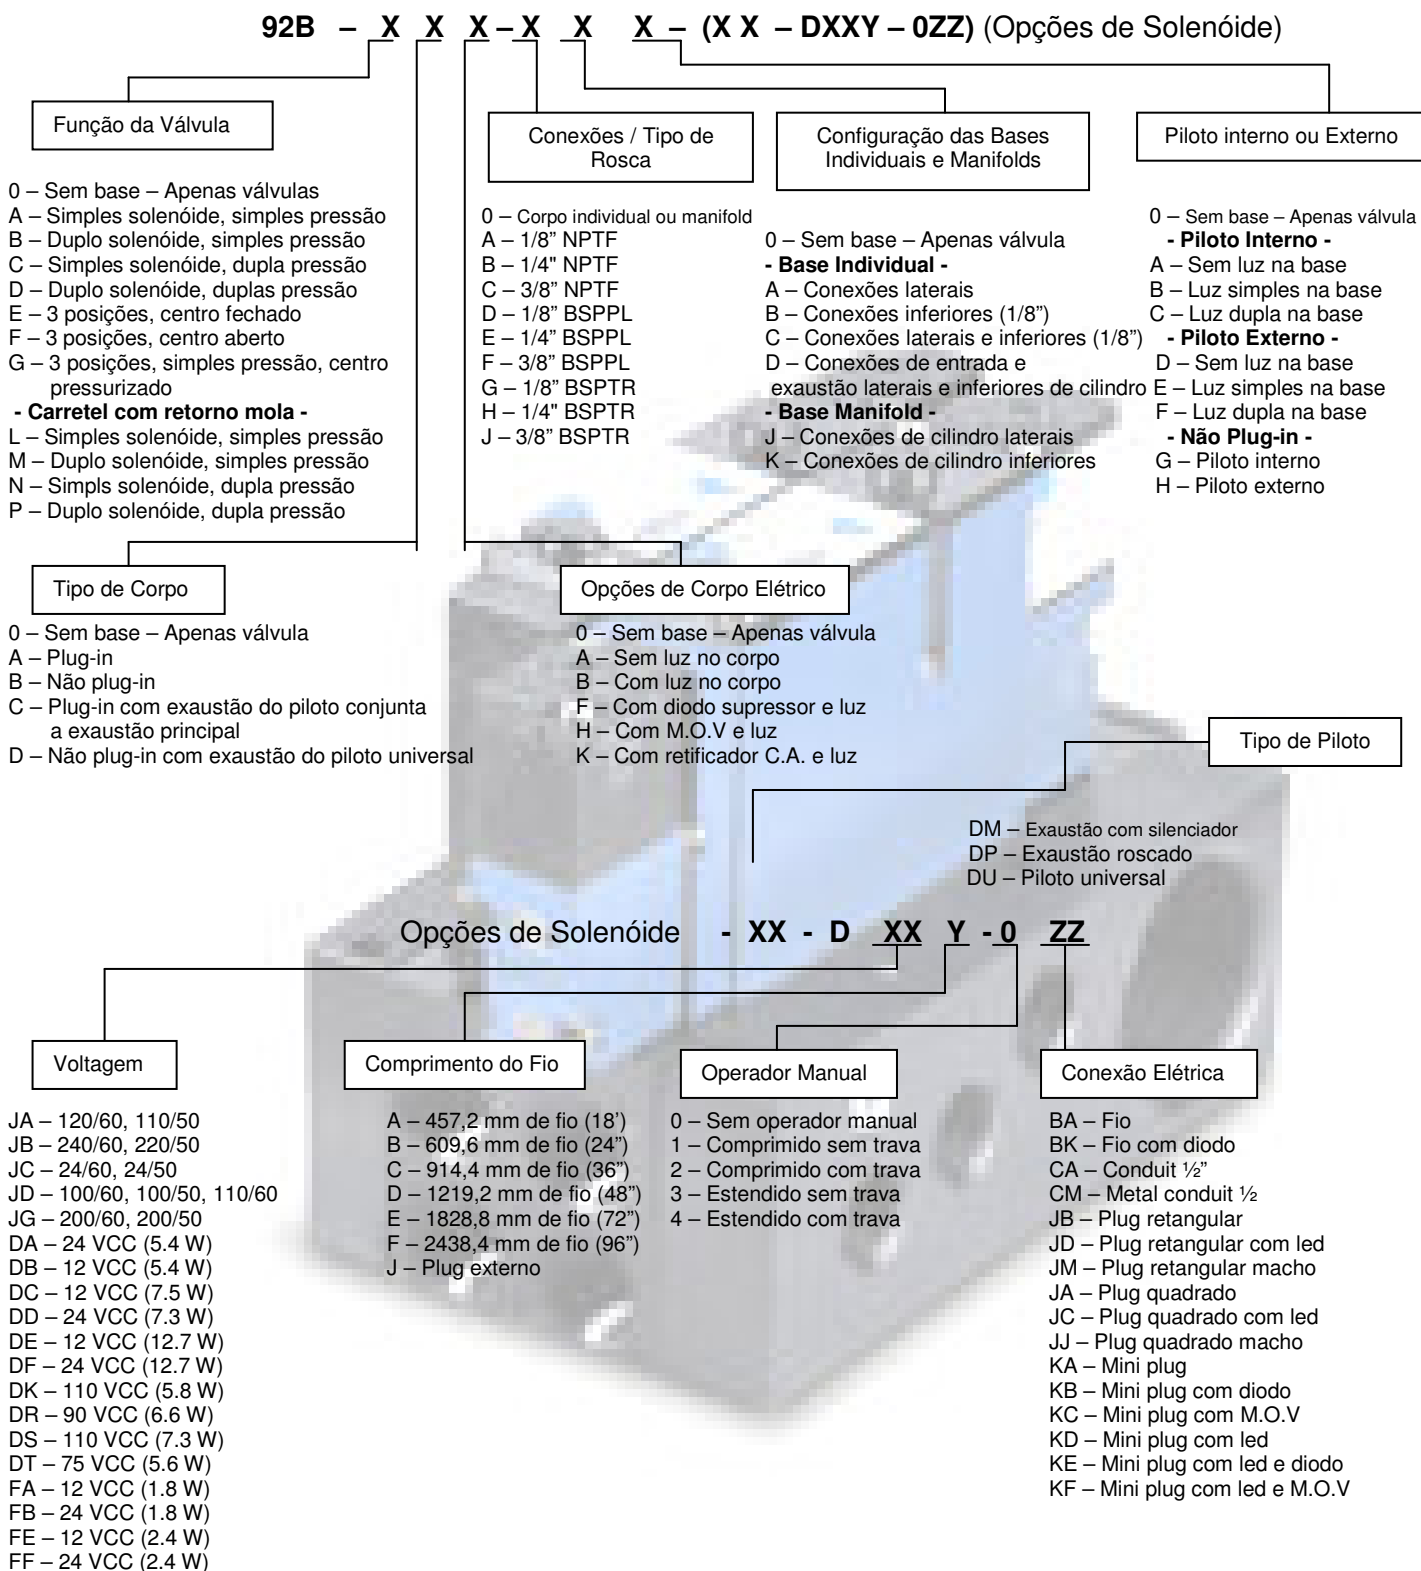 92B – X X X – X X X – (X X – DXXY – 0ZZ) (Opções de Solenóide)
Função da Válvula
0 – Sem base – Apenas válvulas
A – Simples solenóide, simples pressão
B – Duplo solenóide, simples pressão
C – Simples solenóide, dupla pressão
D – Duplo solenóide, duplas pressão
E – 3 posições, centro fechado
F – 3 posições, centro aberto
G – 3 posições, simples pressão, centro
pressurizado
- Carretel com retorno mola -
L – Simples solenóide, simples pressão
M – Duplo solenóide, simples pressão
N – Simpls solenóide, dupla pressão
P – Duplo solenóide, dupla pressão
Conexões / Tipo de
Rosca
0 – Corpo individual ou manifold
A – 1/8” NPTF
B – 1/4" NPTF
C – 3/8” NPTF
D – 1/8” BSPPL
E – 1/4” BSPPL
F – 3/8” BSPPL
G – 1/8” BSPTR
H – 1/4" BSPTR
J – 3/8” BSPTR
Configuração das Bases
Individuais e Manifolds
0 – Sem base – Apenas válvula
- Base Individual -
A – Conexões laterais
B – Conexões inferiores (1/8”)
C – Conexões laterais e inferiores (1/8”)
D – Conexões de entrada e
exaustão laterais e inferiores de cilindro
- Base Manifold -
J – Conexões de cilindro laterais
K – Conexões de cilindro inferiores
Piloto interno ou Externo
0 – Sem base – Apenas válvula
- Piloto Interno -
A – Sem luz na base
B – Luz simples na base
C – Luz dupla na base
- Piloto Externo -
D – Sem luz na base
E – Luz simples na base
F – Luz dupla na base
- Não Plug-in -
G – Piloto interno
H – Piloto externo
Tipo de Corpo
0 – Sem base – Apenas válvula
A – Plug-in
B – Não plug-in
C – Plug-in com exaustão do piloto conjunta
a exaustão principal
D – Não plug-in com exaustão do piloto universal
Opções de Corpo Elétrico
0 – Sem base – Apenas válvula
A – Sem luz no corpo
B – Com luz no corpo
F – Com diodo supressor e luz
H – Com M.O.V e luz
K – Com retificador C.A. e luz
Tipo de Piloto
DM – Exaustão com silenciador
DP – Exaustão roscado
DU – Piloto universal
Opções de Solenóide - XX - D XX Y - 0 ZZ
Voltagem
JA – 120/60, 110/50
JB – 240/60, 220/50
JC – 24/60, 24/50
JD – 100/60, 100/50, 110/60
JG – 200/60, 200/50
DA – 24 VCC (5.4 W)
DB – 12 VCC (5.4 W)
DC – 12 VCC (7.5 W)
DD – 24 VCC (7.3 W)
DE – 12 VCC (12.7 W)
DF – 24 VCC (12.7 W)
DK – 110 VCC (5.8 W)
DR – 90 VCC (6.6 W)
DS – 110 VCC (7.3 W)
DT – 75 VCC (5.6 W)
FA – 12 VCC (1.8 W)
FB – 24 VCC (1.8 W)
FE – 12 VCC (2.4 W)
FF – 24 VCC (2.4 W)
Comprimento do Fio
A – 457,2 mm de fio (18’)
B – 609,6 mm de fio (24”)
C – 914,4 mm de fio (36”)
D – 1219,2 mm de fio (48”)
E – 1828,8 mm de fio (72”)
F – 2438,4 mm de fio (96”)
J – Plug externo
Operador Manual
0 – Sem operador manual
1 – Comprimido sem trava
2 – Comprimido com trava
3 – Estendido sem trava
4 – Estendido com trava
Conexão Elétrica
BA – Fio
BK – Fio com diodo
CA – Conduit ½”
CM – Metal conduit ½
JB – Plug retangular
JD – Plug retangular com led
JM – Plug retangular macho
JA – Plug quadrado
JC – Plug quadrado com led
JJ – Plug quadrado macho
KA – Mini plug
KB – Mini plug com diodo
KC – Mini plug com M.O.V
KD – Mini plug com led
KE – Mini plug com led e diodo
KF – Mini plug com led e M.O.V